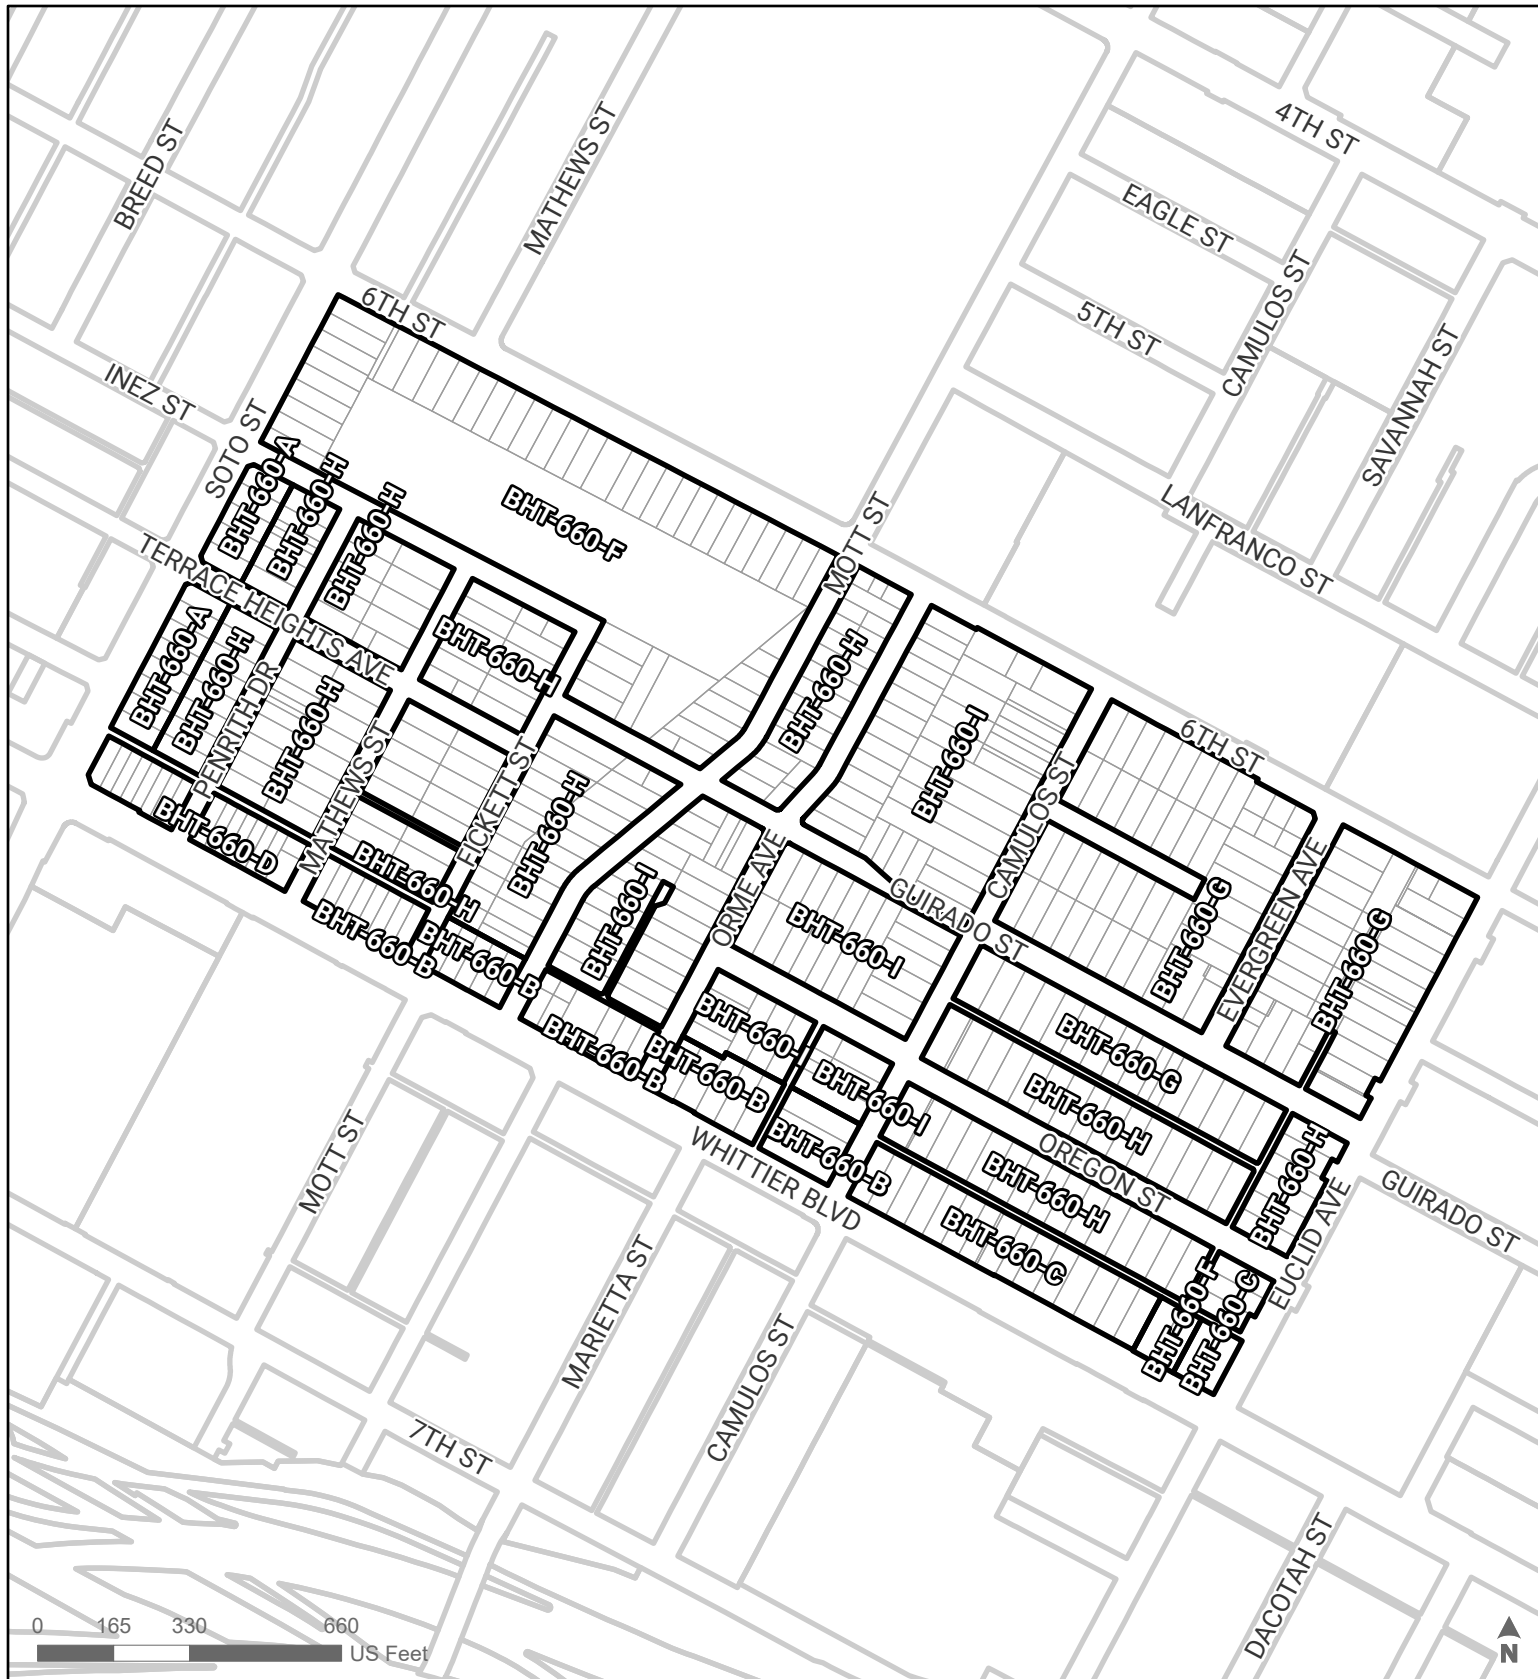 4TH ST
BREED ST
MATHEWS ST
EAGLE ST
CAMULOS ST
6TH ST
5TH ST
SAVANNAH ST
INEZ ST
SOTO ST
BHT-660-A
BHT-660-H
BHT-660-H
BHT-660-F
MOTT ST
LANFRANCO ST
TERRACE HEIGHTS AVE
BHT-660-A
BHT-660-H
PENRITH DR
BHT-660-H
BHT-660-H
BHT-660-H
BHT-660-I
6TH ST
MATHEWS ST
FICKETT ST
BHT-660-H
CAMULOS ST
BHT-660-D
BHT-660-H
BHT-660-I
ORME AVE
BHT-660-I
GUIRADO ST
BHT-660-G
EVERGREEN AVE
BHT-660-G
BHT-660-B
BHT-660-B
BHT-660-B
BHT-660-I
BHT-660-B
BHT-660-I
BHT-660-G
BHT-660-H
BHT-660-B
OREGON ST
BHT-660-H
BHT-660-H
EUCLID AVE
GUIRADO ST
WHITTIER BLVD
MOTT ST
BHT-660-C
BHT-660-F
BHT-660-C
MARIETTA ST
CAMULOS ST
7TH ST
DACOTAH ST
0 165 330 660
US Feet
N